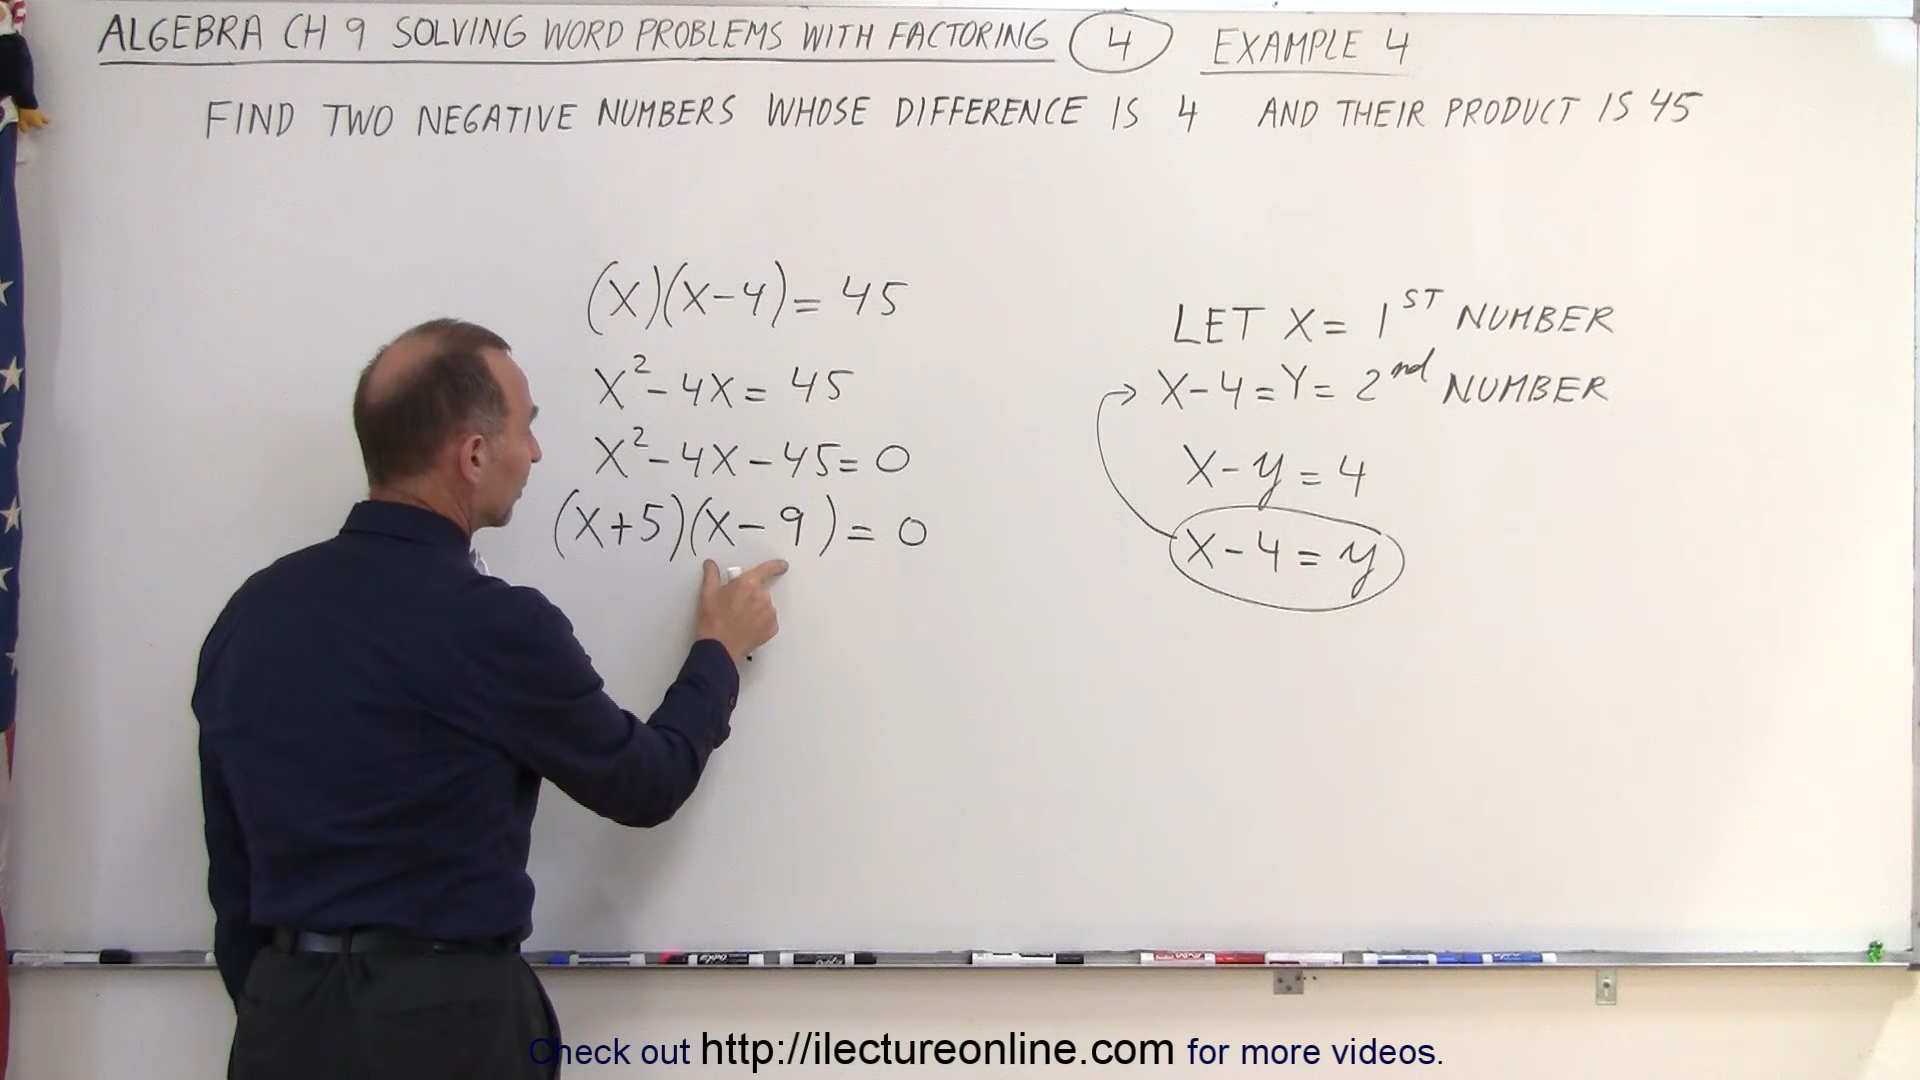 ALGEBRA CH 9 SOLVING WORD PROBLEMS WITH FACTORING 4 EXAMPLE 4
FIND TWO NEGATIVE NUMBERS WHOSE DIFFERENCE IS 4 AND THEIR PRODUCT IS 45
(X)(X-4)=45
X²-4X=45
X²-4X-45=0
(X+5)(X-9)=0
LET X=1ST NUMBER
X-4=Y=2nd NUMBER
X-y=4
X-4=y
Check out http://ilectureonline.com for more videos.